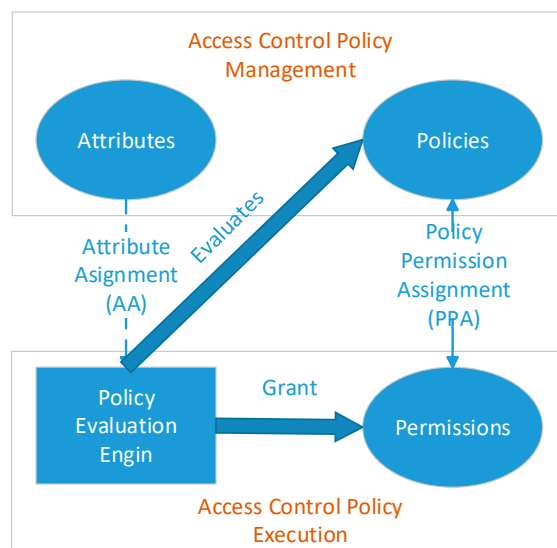 Access Control Policy
Management
Attributes
Policies
Evaluates
Attribute
Asignment
(AA)
Policy
Permission
Assignment
(PPA)
Policy
Evaluation
Engin
Grant
Permissions
Access Control Policy
Execution